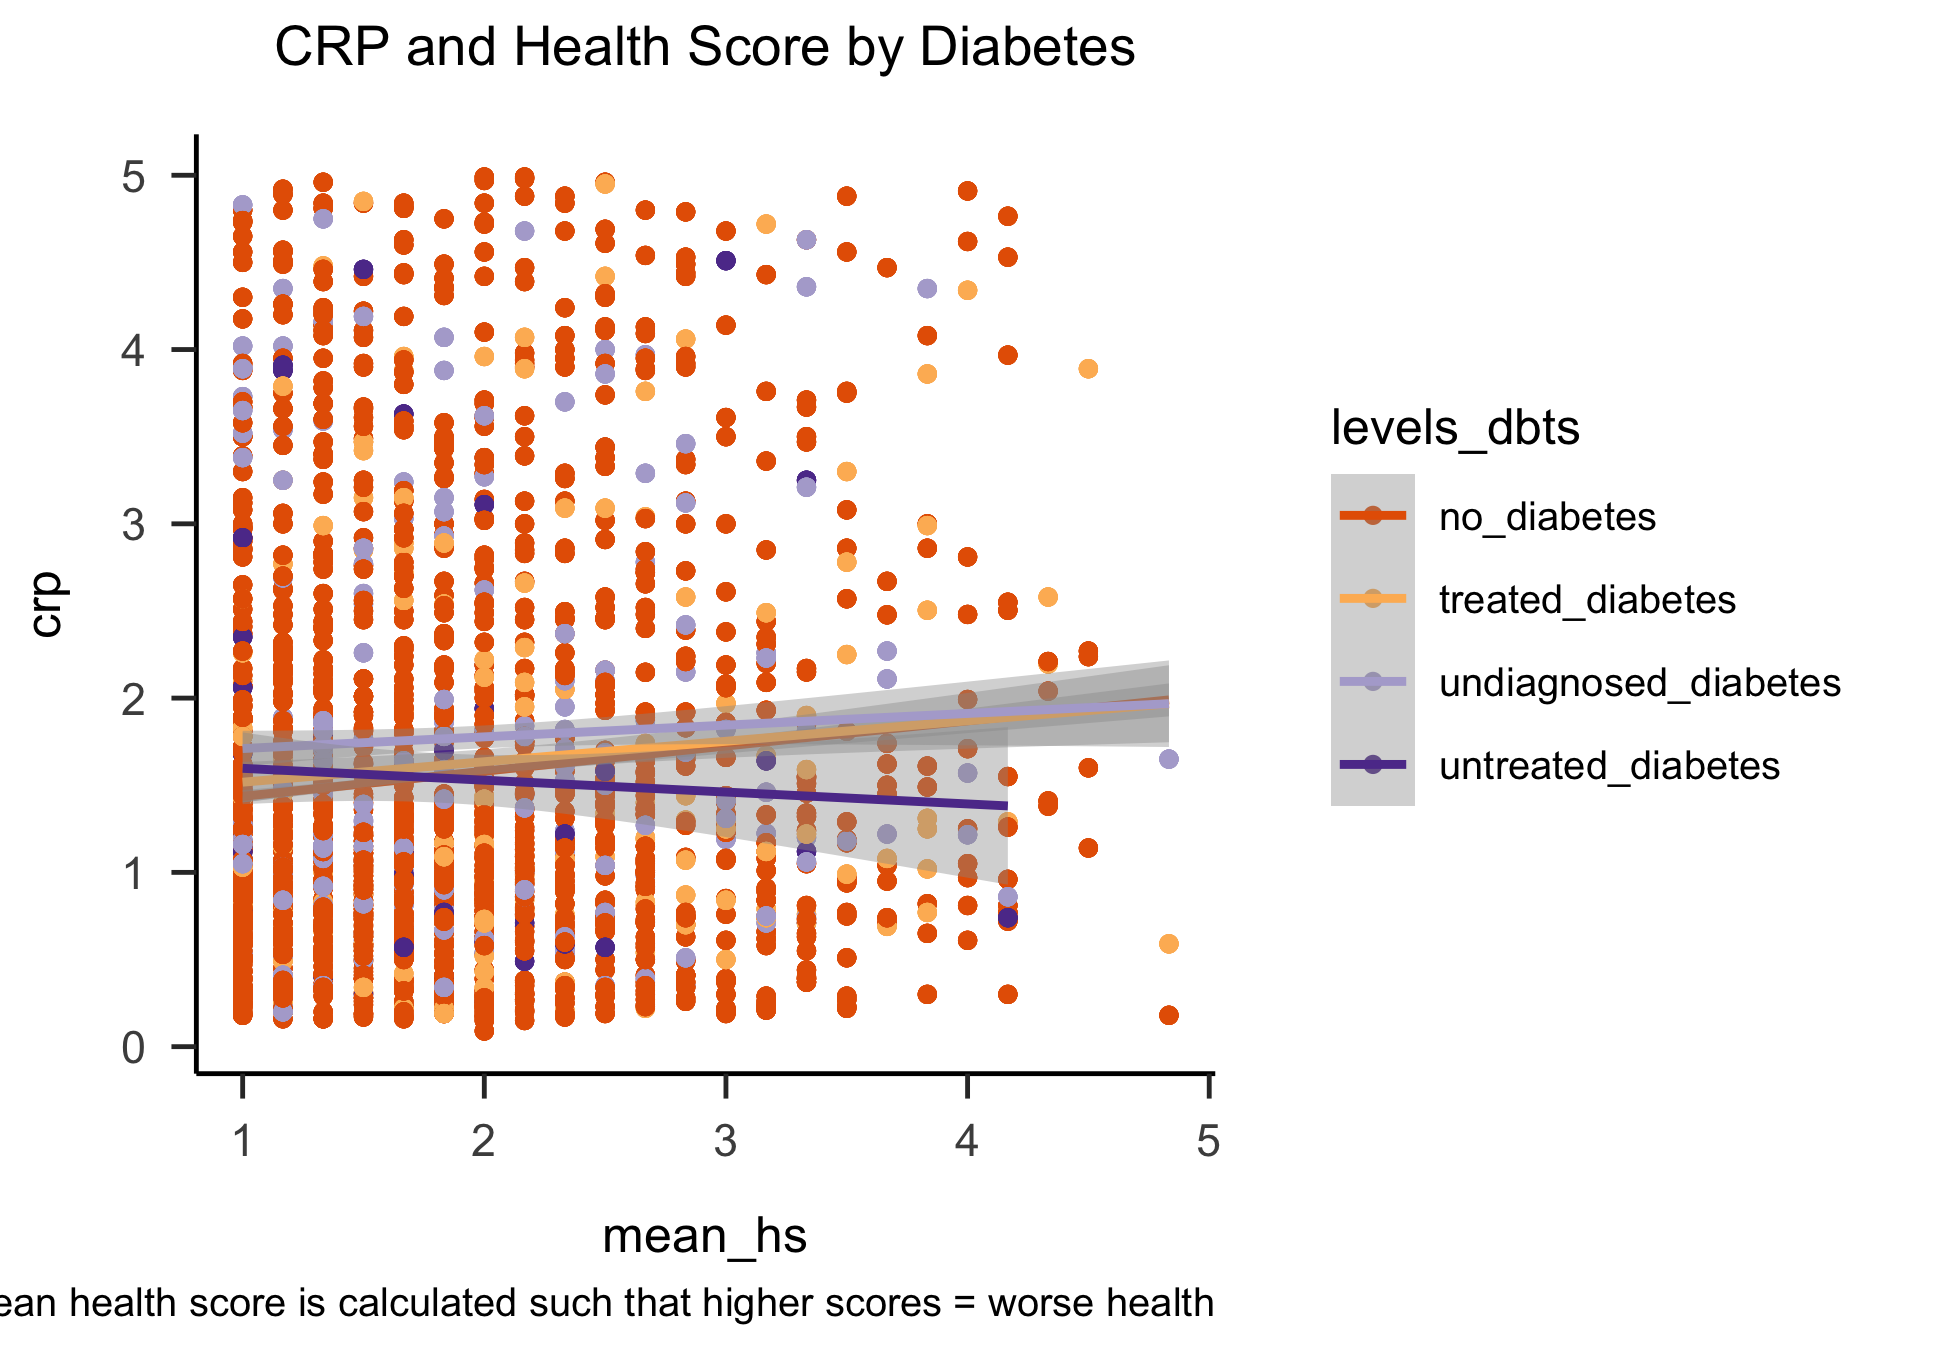 CRP and Health Score by Diabetes
5
4
3
2
1
0
crp
1 2 3 4 5
mean_hs
ean health score is calculated such that higher scores = worse health
levels_dbts
no_diabetes
treated_diabetes
undiagnosed_diabetes
untreated_diabetes